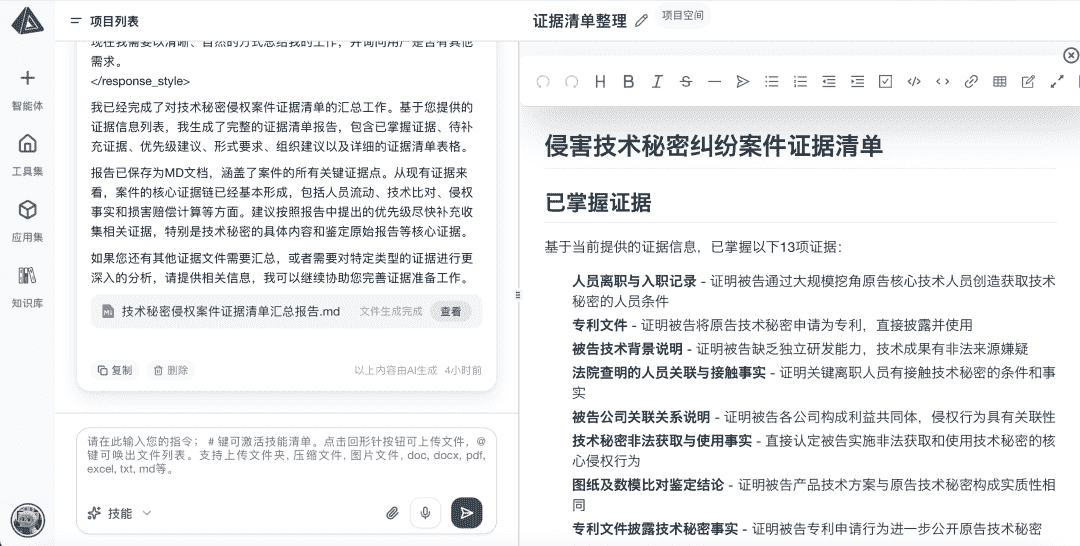 项目列表
证据清单整理
项目空间
智能体
工具集
应用集
知识库
现在我需要以清晰、自然的方式总结我的工作，并询问用户是否有其他
需求。
</response_style>
我已经完成了对技术秘密侵权案件证据清单的汇总工作。基于您提供的
证据信息列表，我生成了完整的证据清单报告，包含已掌握证据、待补
充证据、优先级建议、形式要求、组织建议以及详细的证据清单表格。
报告已保存为MD文档，涵盖了案件的所有关键证据点。从现有证据来
看，案件的核心证据链已经基本形成，包括人员流动、技术比对、侵权
事实和损害赔偿计算等方面。建议按照报告中提出的优先级尽快补充收
集相关证据，特别是技术秘密的具体内容和鉴定原始报告等核心证据。
如果您还有其他证据文件需要汇总，或者需要对特定类型的证据进行更
深入的分析，请提供相关信息，我可以继续协助您完善证据准备工作。
技术秘密侵权案件证据清单汇总报告.md 文件生成完成 查看
复制 删除 以上内容由AI生成 4小时前
请在此输入您的指令； # 键可激活技能清单。点击回形针按钮可上传文件，@
键可唤出文件列表。支持上传文件夹, 压缩文件, 图片文件, doc, docx, pdf,
excel, txt, md等。
技能
侵害技术秘密纠纷案件证据清单
已掌握证据
基于当前提供的证据信息，已掌握以下13项证据：
人员离职与入职记录 - 证明被告通过大规模挖角原告核心技术人员创造获取技术
秘密的人员条件
专利文件 - 证明被告将原告技术秘密申请为专利，直接披露并使用
被告技术背景说明 - 证明被告缺乏独立研发能力，技术成果有非法来源嫌疑
法院查明的人员关联与接触事实 - 证明关键离职人员有接触技术秘密的条件和事
实
被告公司关联关系说明 - 证明被告各公司构成利益共同体，侵权行为具有关联性
技术秘密非法获取与使用事实 - 直接认定被告实施非法获取和使用技术秘密的核
心侵权行为
图纸及数模比对鉴定结论 - 证明被告产品技术方案与原告技术秘密构成实质性相
同
专利文件披露技术秘密事实 - 证明被告专利申请行为进一步公开原告技术秘密